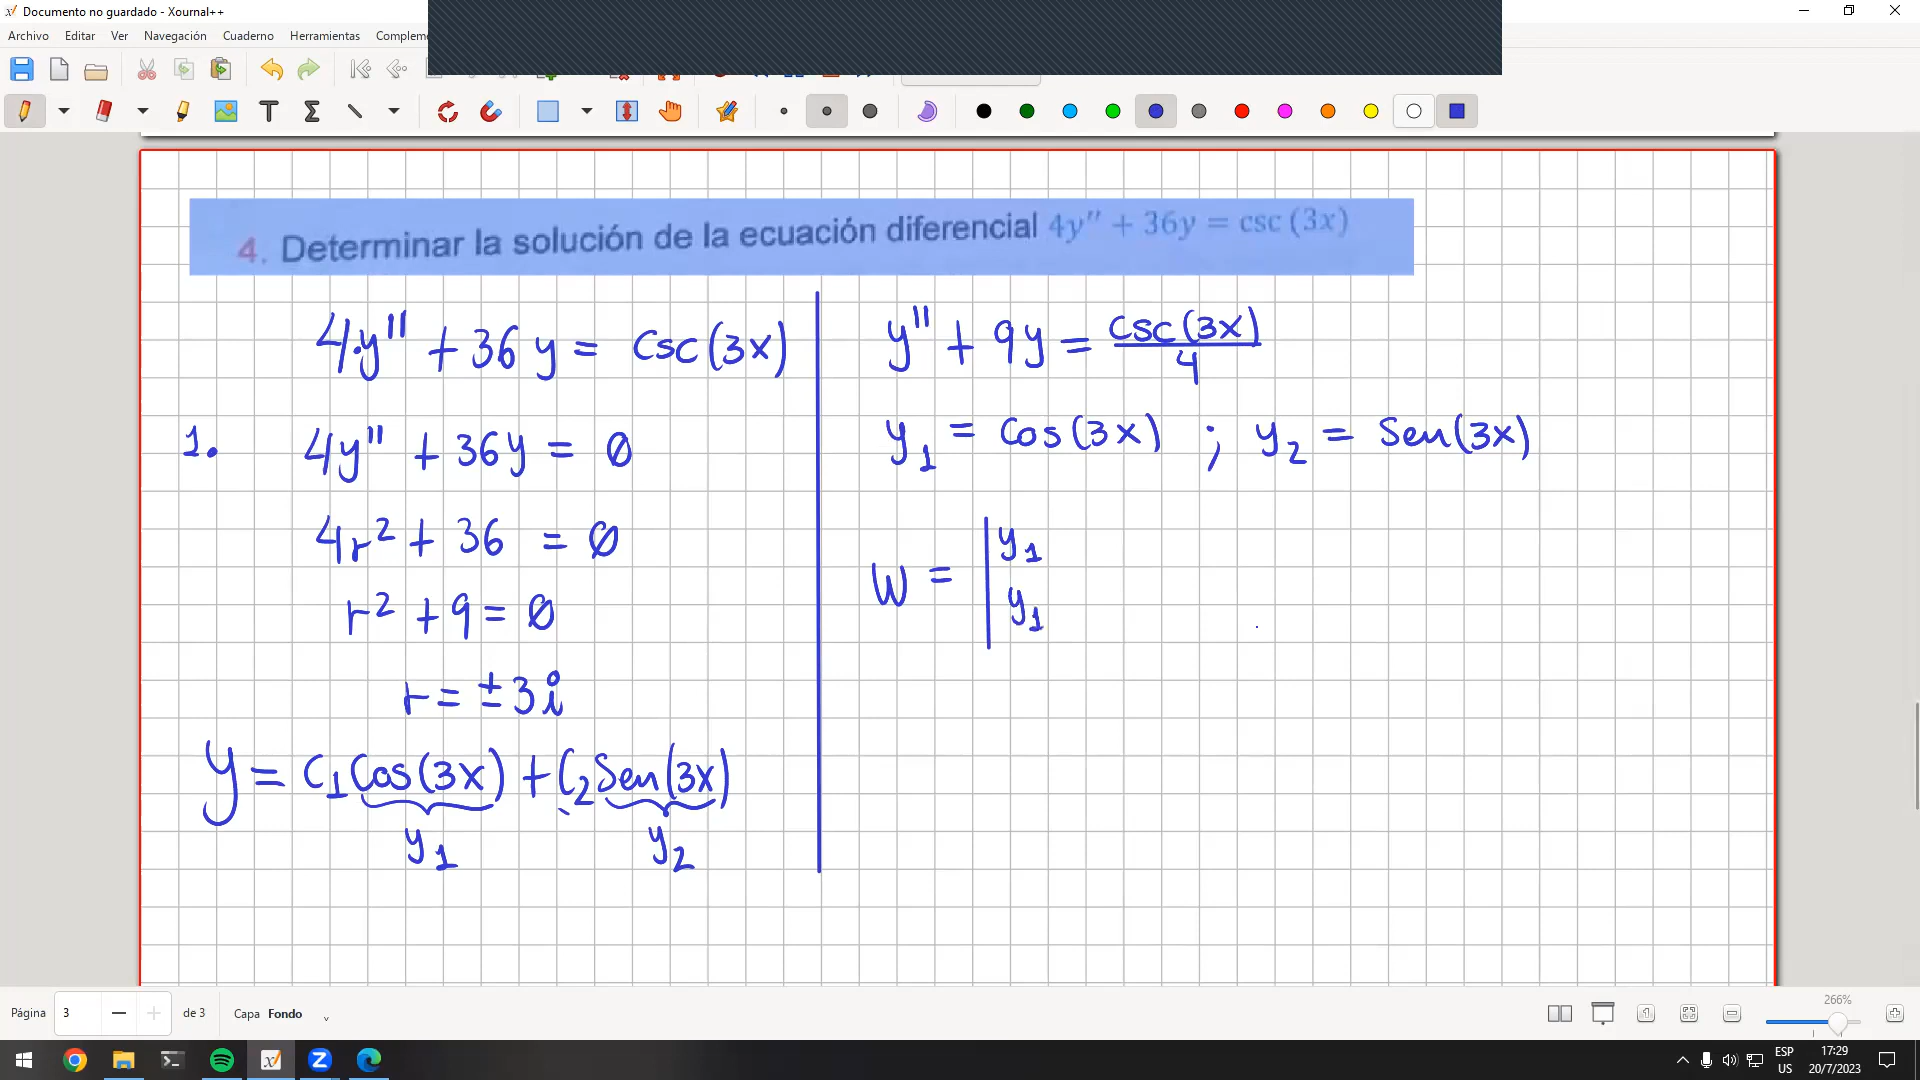 Documento no guardado - Xournal++
Archivo Editar Ver Navegación Cuaderno Herramientas Complem
4. Determinar la solución de la ecuación diferencial 4y'' + 36y = csc (3x)
4·y'' + 36y = Csc(3x)
1. 4y'' + 36y = 0
4r² + 36 = 0
r² + 9 = 0
r = ±3i
y = C₁Cos(3x) + C₂Sen(3x)
y₁ y₂
y'' + 9y = Csc(3x)
4
y₁ = Cos(3x) ; y₂ = Sen(3x)
W = | y₁
y₁
Página 3 de 3 Capa Fondo
266%
ESP
US
17:29
20/7/2023